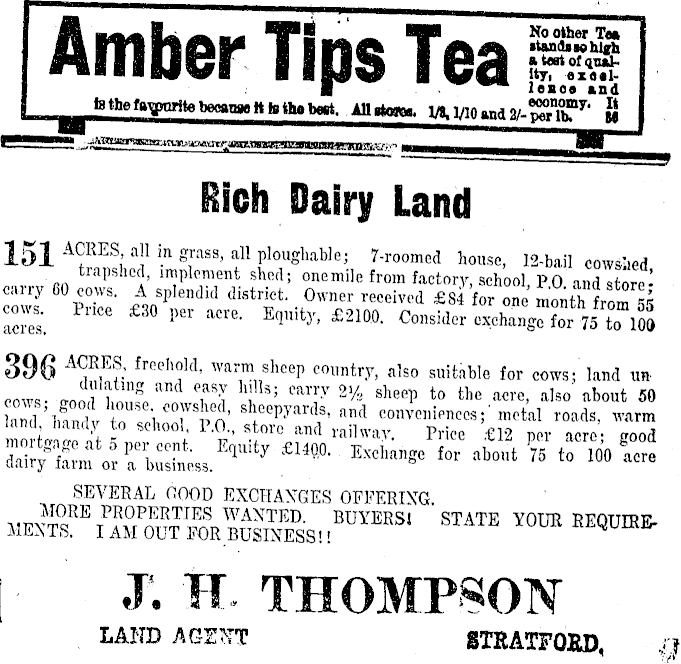 Amber Tips Tea
No other Tea
stands so high
a test of qual-
ity, excel-
lence and
economy. It
is the favourite because it is the best. All stores. 1/8, 1/10 and 2/- per lb. 56
Rich Dairy Land
151 ACRES, all in grass, all ploughable; 7-roomed house, 12-bail cowshed,
trapshed, implement shed; one mile from factory, school, P.O. and store;
carry 60 cows. A splendid district. Owner received £84 for one month from 55
cows. Price £30 per acre. Equity, £2100. Consider exchange for 75 to 100
acres.
396 ACRES, freehold, warm sheep country, also suitable for cows; land un-
dulating and easy hills; carry 2½ sheep to the acre, also about 50
cows; good house, cowshed, sheepyards, and conveniences; metal roads, warm
land, handy to school, P.O., store and railway. Price £12 per acre; good
mortgage at 5 per cent. Equity £1400. Exchange for about 75 to 100 acre
dairy farm or a business.
SEVERAL GOOD EXCHANGES OFFERING.
MORE PROPERTIES WANTED. BUYERS! STATE YOUR REQUIRE-
MENTS. I AM OUT FOR BUSINESS!!
J. H. THOMPSON
LAND AGENT STRATFORD,